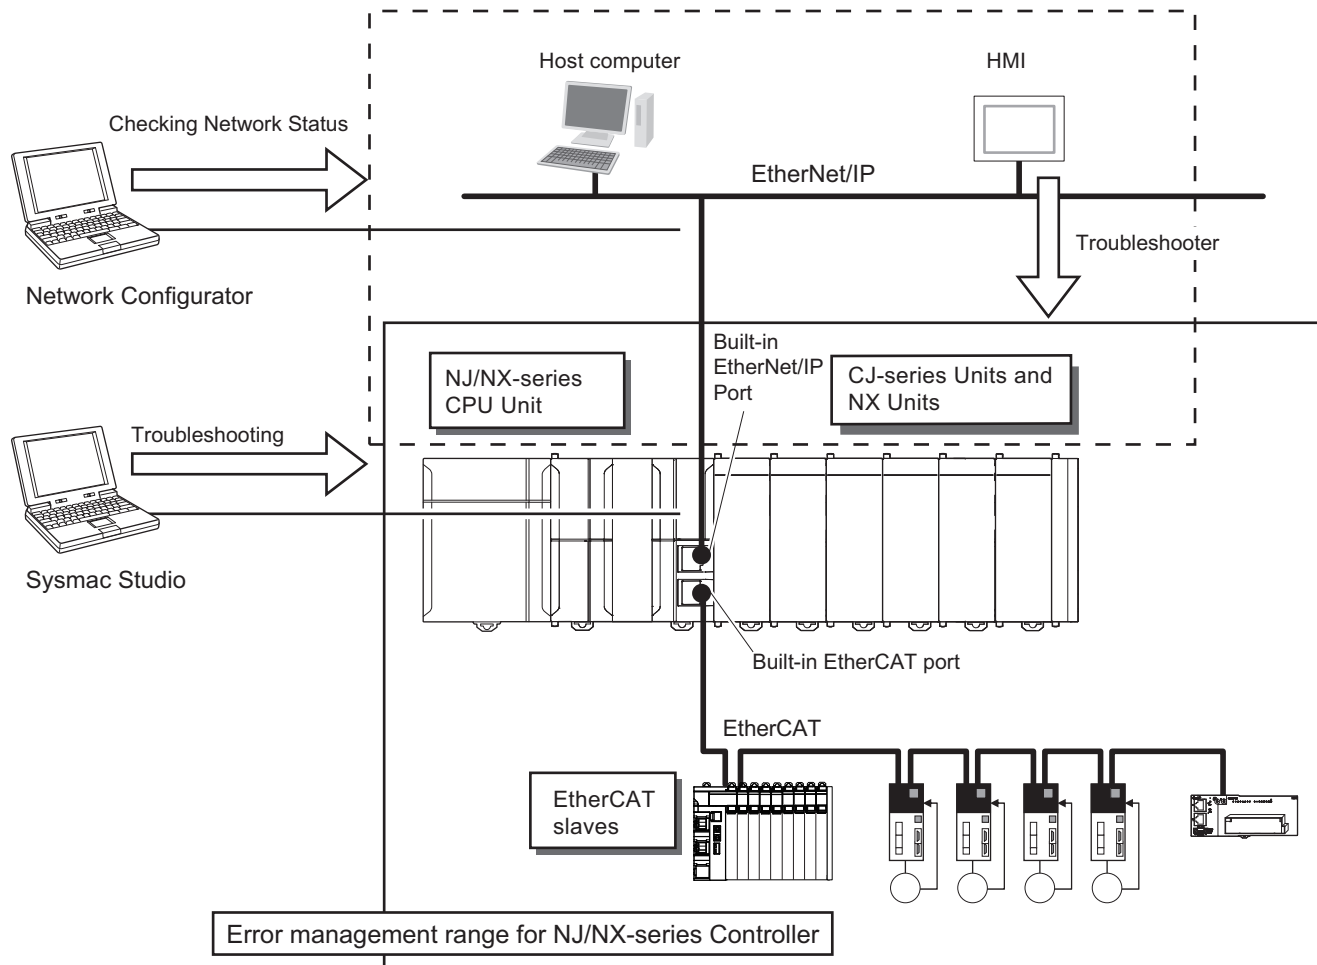 Host computer
HMI
Checking Network Status
EtherNet/IP
Troubleshooter
Network Configurator
Built-in
EtherNet/IP
Port
NJ/NX-series
CPU Unit
CJ-series Units and
NX Units
Troubleshooting
Sysmac Studio
Built-in EtherCAT port
EtherCAT
EtherCAT
slaves
Error management range for NJ/NX-series Controller